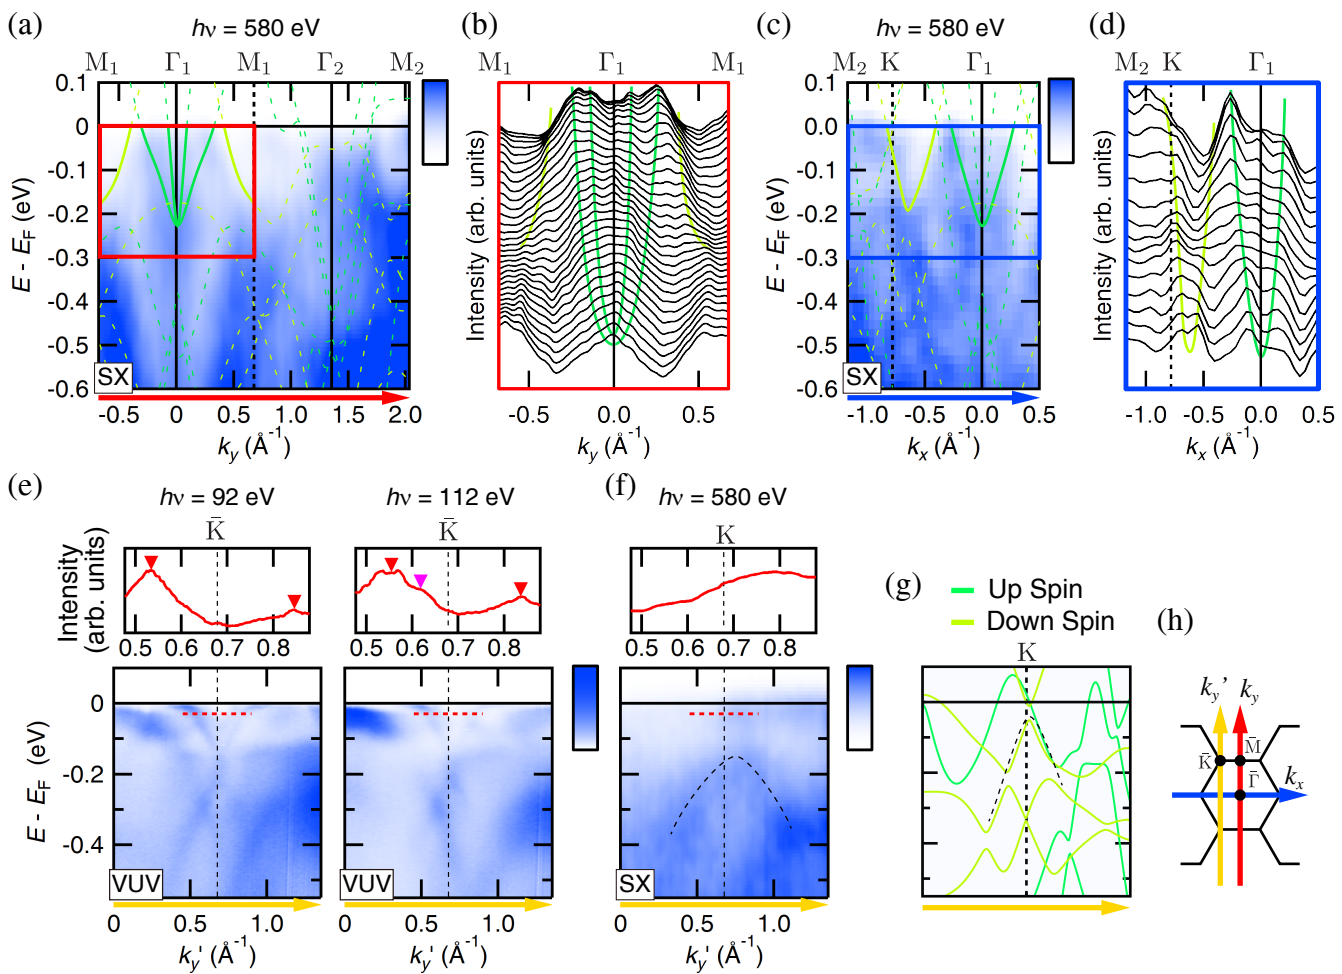 (a)
hν = 580 eV
M1 Γ1 M1 Γ2 M2
0.1
0
-0.1
-0.2
-0.3
-0.4
-0.5
-0.6
E - EF (eV)
SX
-0.5 0 0.5 1.0 1.5 2.0
ky (Å-1)
(b)
M1 Γ1 M1
Intensity (arb. units)
-0.5 0.0 0.5
ky (Å-1)
(c)
hν = 580 eV
M2 K Γ1
0.1
0.0
-0.1
-0.2
-0.3
-0.4
-0.5
-0.6
E - EF (eV)
SX
-1.0 -0.5 0.0 0.5
kx (Å-1)
(d)
M2 K Γ1
Intensity (arb. units)
-1.0 -0.5 0.0 0.5
kx (Å-1)
(e)
hν = 92 eV
K̄
Intensity
(arb. units)
0.5 0.6 0.7 0.8
0
-0.2
-0.4
E - EF (eV)
VUV
0 1.0
ky' (Å-1)
hν = 112 eV
K̄
0.5 0.6 0.7 0.8
VUV
0 1.0
ky' (Å-1)
(f)
hν = 580 eV
K
0.5 0.6 0.7 0.8
SX
0 1.0
ky' (Å-1)
(g)
Up Spin
Down Spin
K
(h)
ky’ ky
K̄ M̄
Γ̄ kx